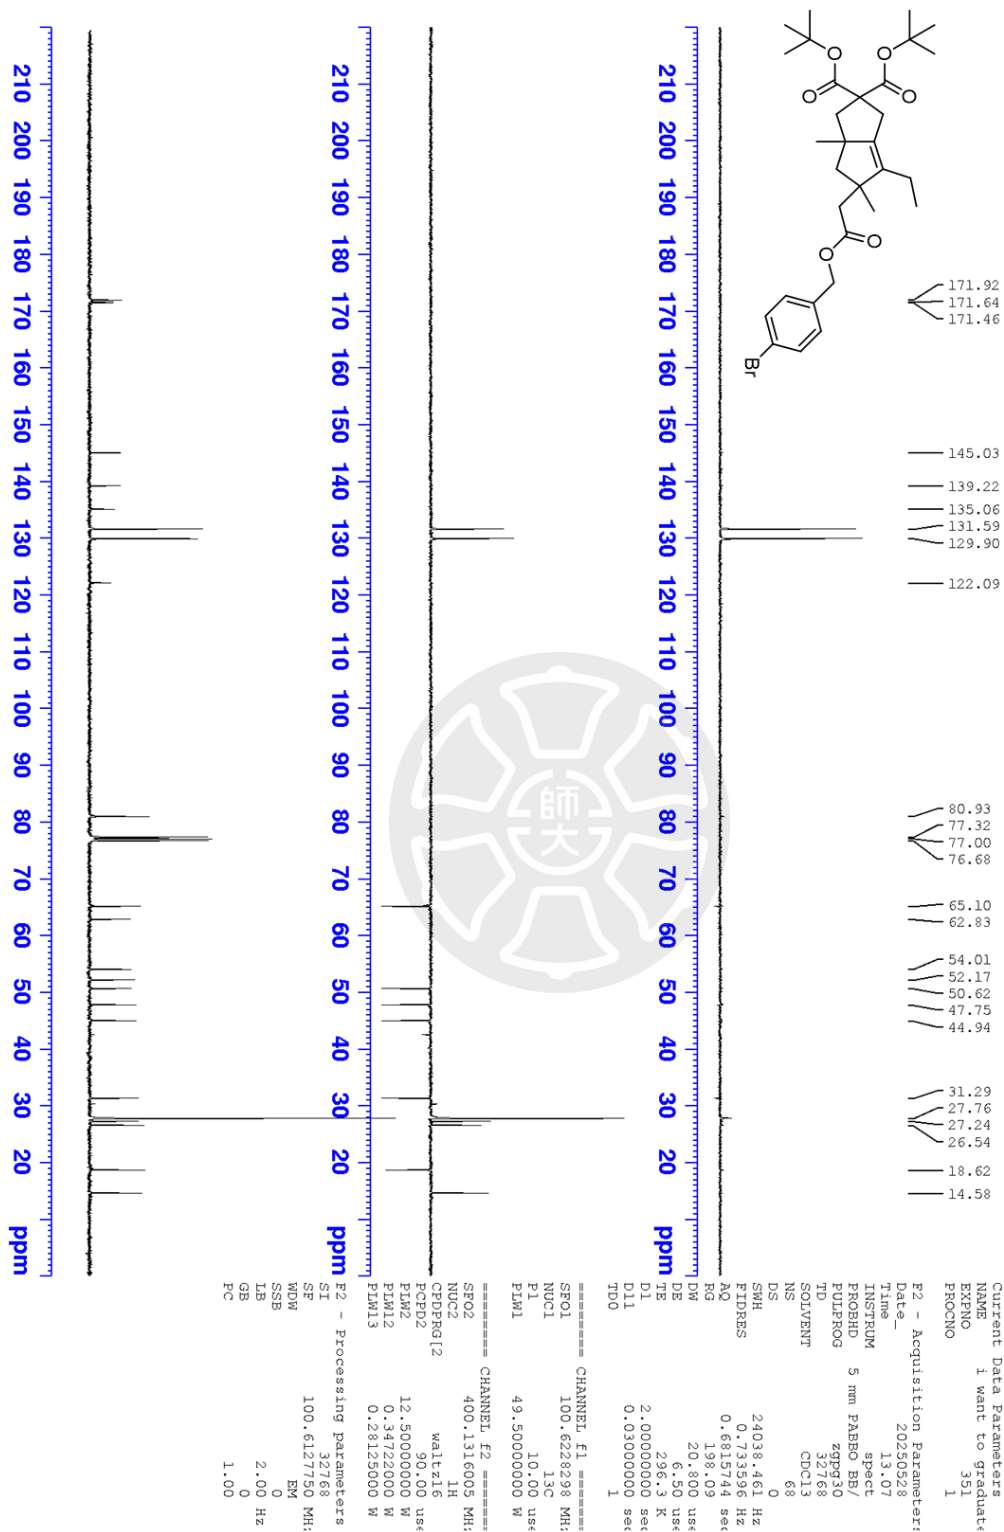 O O
O O
O
O
Br
171.92
171.64
171.46
145.03
139.22
135.06
131.59
129.90
122.09
80.93
77.32
77.00
76.68
65.10
62.83
54.01
52.17
50.62
47.75
44.94
31.29
27.76
27.24
26.54
18.62
14.58
210 200 190 180 170 160 150 140 130 120 110 100 90 80 70 60 50 40 30 20 ppm
210 200 190 180 170 160 150 140 130 120 110 100 90 80 70 60 50 40 30 20 ppm
210 200 190 180 170 160 150 140 130 120 110 100 90 80 70 60 50 40 30 20 ppm
師大
Current Data Parameters
NAME i want to graduate
EXPNO 351
PROCNO 1
F2 - Acquisition Parameters
Date_ 20250528
Time 13.07
INSTRUM spect
PROBHD 5 mm PABBO BB/
PULPROG zgpg30
TD 32768
SOLVENT CDCl3
NS 68
DS 0
SWH 24038.461 Hz
FIDRES 0.733596 Hz
AQ 0.6815744 sec
RG 198.09
DW 20.800 use
DE 6.50 use
TE 296.3 K
D1 2.00000000 sec
D11 0.03000000 sec
TD0 1
======== CHANNEL f1 ========
SFO1 100.6228298 MHz
NUC1 13C
P1 10.00 use
PLW1 49.50000000 W
======== CHANNEL f2 ========
SFO2 400.1316005 MHz
NUC2 1H
CPDPRG[2 waltz16
PCPD2 90.00 use
PLW2 12.50000000 W
PLW12 0.34722000 W
PLW13 0.28125000 W
F2 - Processing parameters
SI 32768
SF 100.6127750 MHz
WDW EM
SSB 0
LB 2.00 Hz
GB 0
PC 1.00